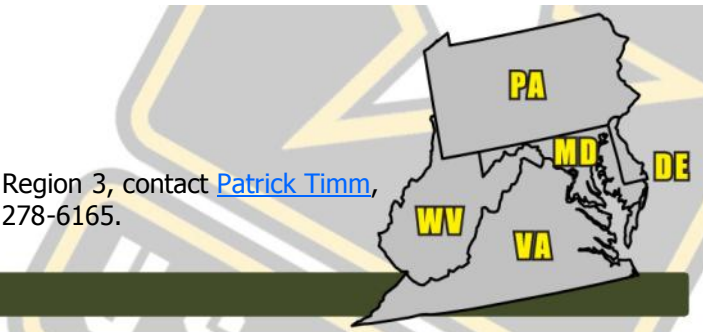 PA
MD
DE
Region 3, contact Patrick Timm,
WV
278-6165.
VA